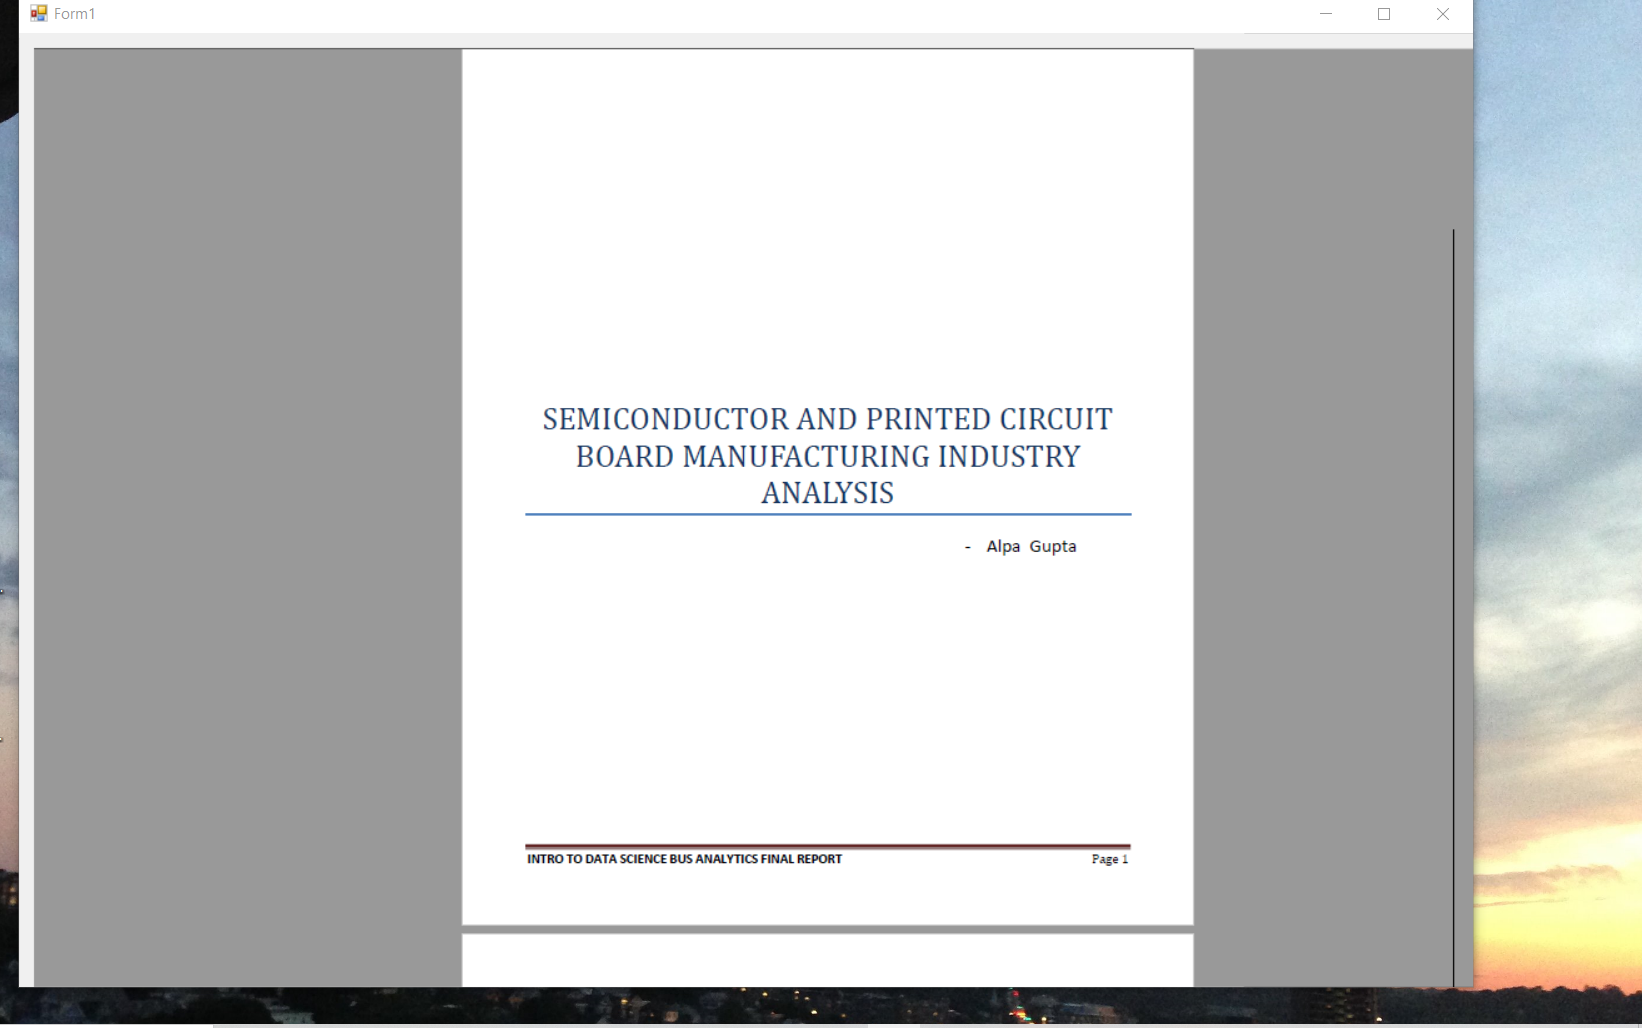 Form1
SEMICONDUCTOR AND PRINTED CIRCUIT
BOARD MANUFACTURING INDUSTRY
ANALYSIS
- Alpa Gupta
INTRO TO DATA SCIENCE BUS ANALYTICS FINAL REPORT Page 1